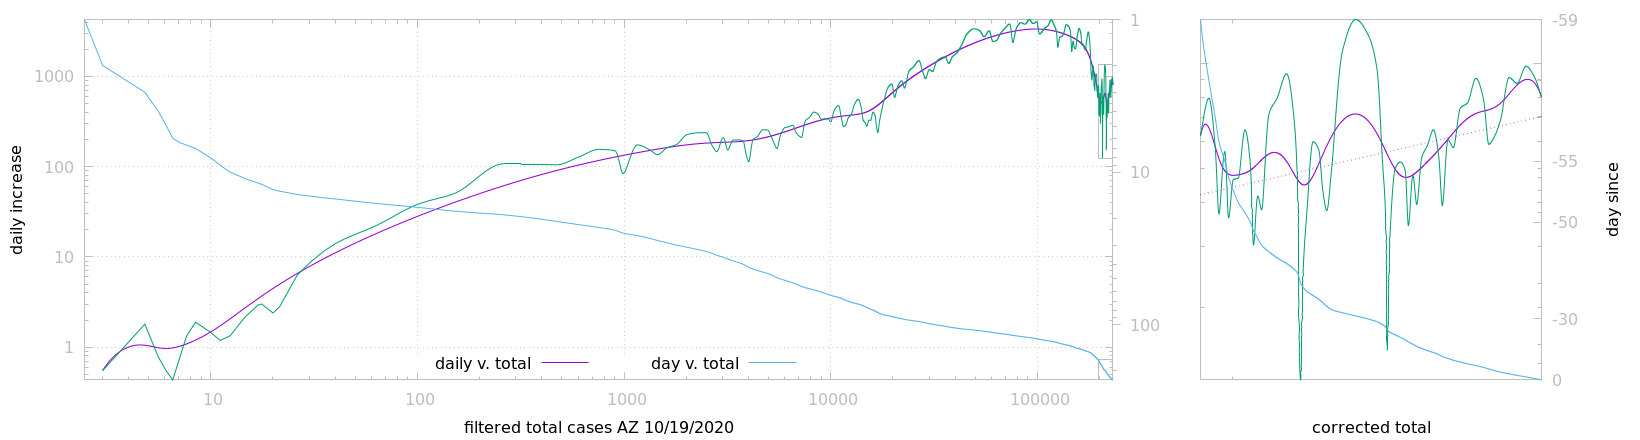 daily increase
1000
100
10
1
1
10
100
daily v. total
day v. total
10
100
1000
10000
100000
filtered total cases AZ 10/19/2020
-59
-55
-50
-30
0
day since
corrected total